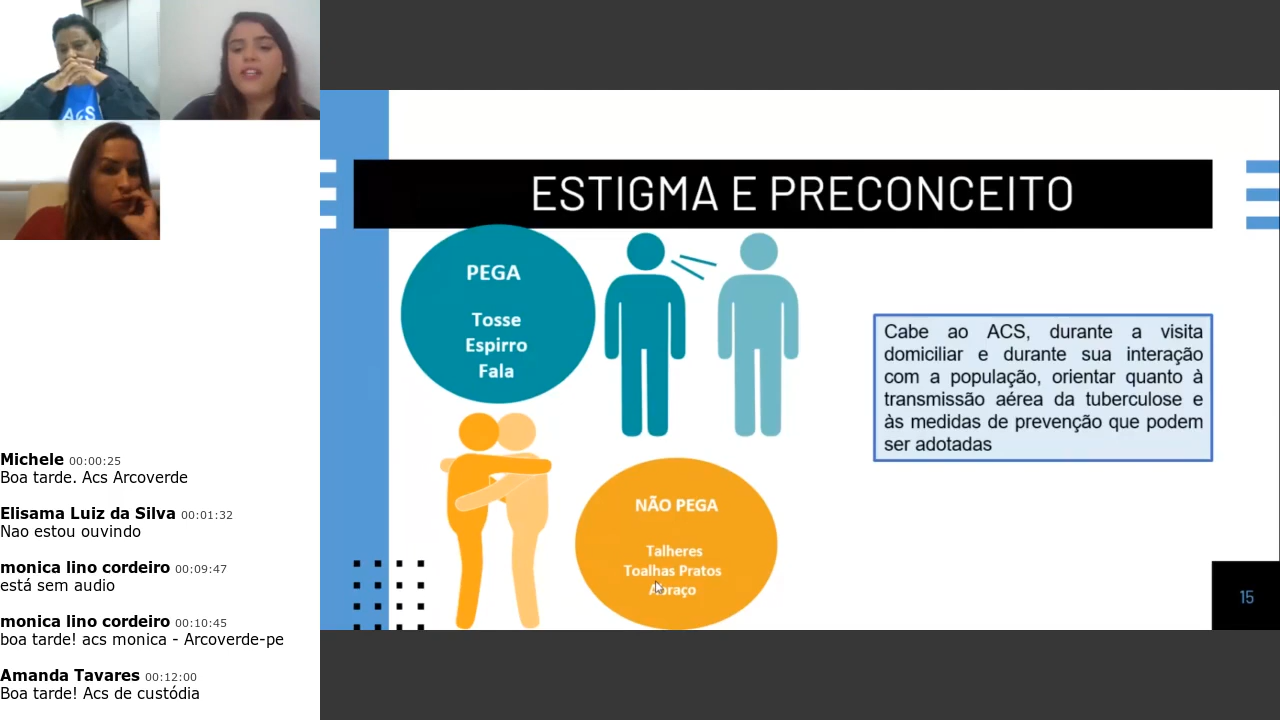 ACS
ESTIGMA E PRECONCEITO
PEGA
Tosse
Espirro
Fala
Cabe ao ACS, durante a visita
domiciliar e durante sua interação
com a população, orientar quanto à
transmissão aérea da tuberculose e
às medidas de prevenção que podem
ser adotadas
NÃO PEGA
Talheres
Toalhas Pratos
Abraço
15
Michele 00:00:25
Boa tarde. Acs Arcoverde
Elisama Luiz da Silva 00:01:32
Nao estou ouvindo
monica lino cordeiro 00:09:47
está sem audio
monica lino cordeiro 00:10:45
boa tarde! acs monica - Arcoverde-pe
Amanda Tavares 00:12:00
Boa tarde! Acs de custódia